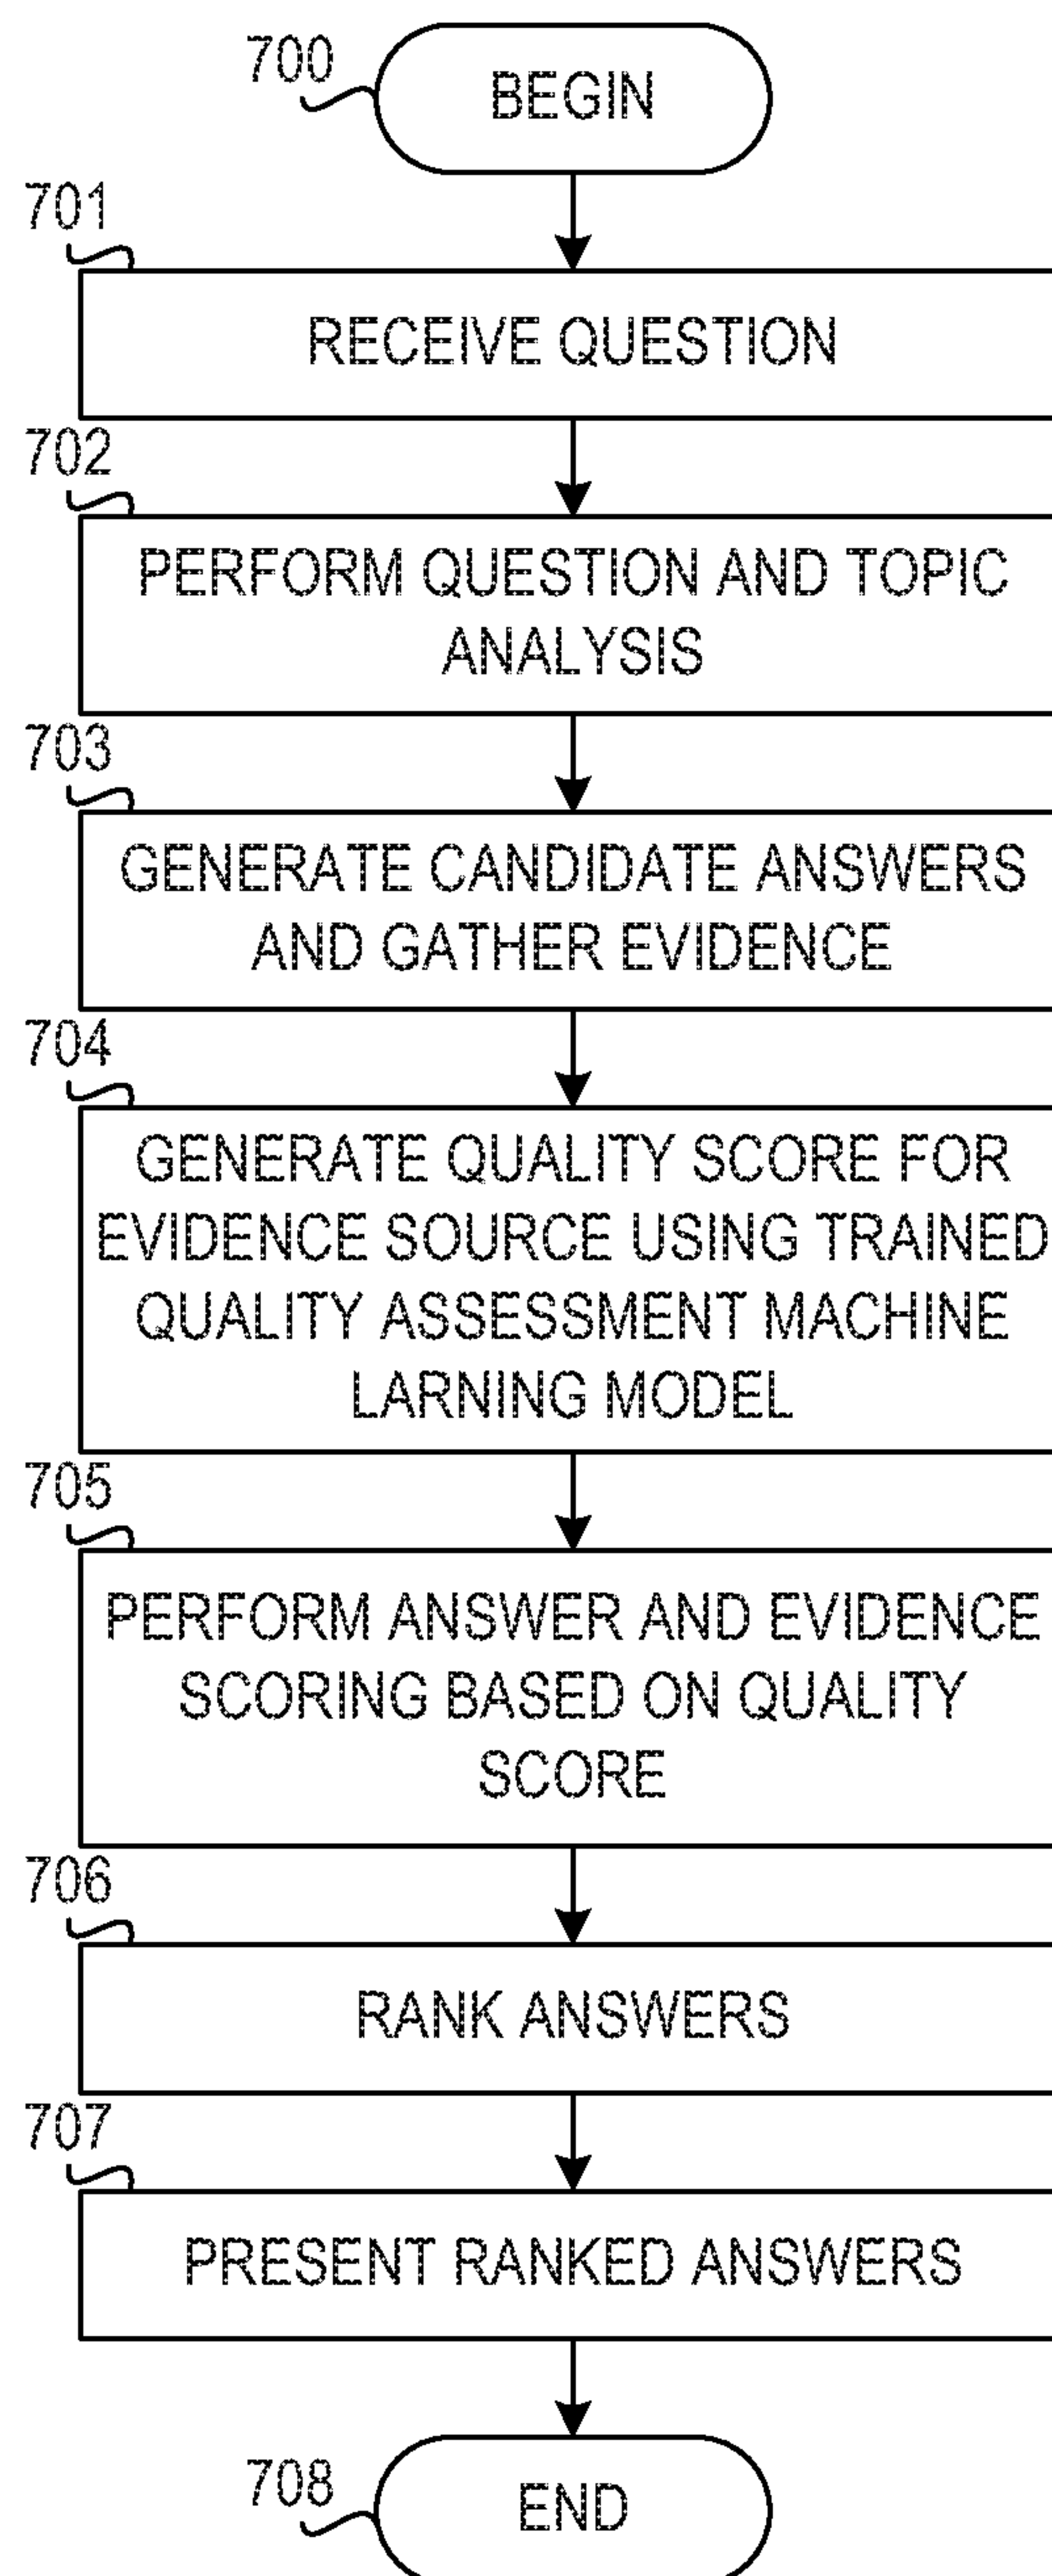 700
BEGIN
701
RECEIVE QUESTION
702
PERFORM QUESTION AND TOPIC
ANALYSIS
703
GENERATE CANDIDATE ANSWERS
AND GATHER EVIDENCE
704
GENERATE QUALITY SCORE FOR
EVIDENCE SOURCE USING TRAINED
QUALITY ASSESSMENT MACHINE
LARNING MODEL
705
PERFORM ANSWER AND EVIDENCE
SCORING BASED ON QUALITY
SCORE
706
RANK ANSWERS
707
PRESENT RANKED ANSWERS
708
END